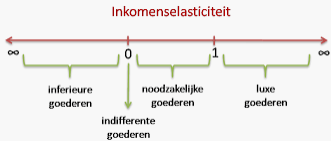 Inkomenselasticiteit
∞ 0 1 ∞
inferieure goederen
noodzakelijke goederen
luxe goederen
indifferente goederen